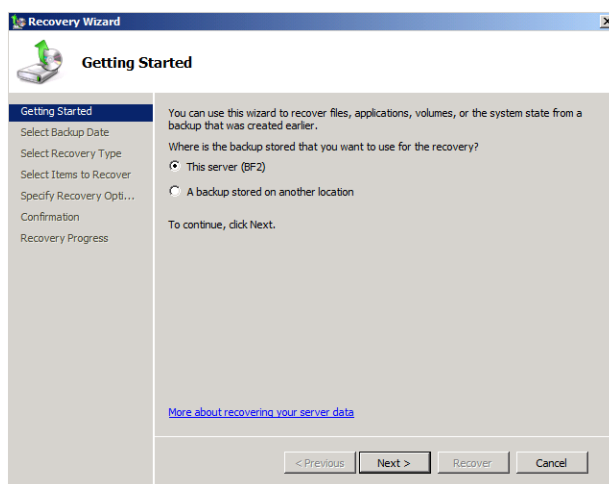 Recovery Wizard
Getting Started
Getting Started
Select Backup Date
Select Recovery Type
Select Items to Recover
Specify Recovery Opti...
Confirmation
Recovery Progress
You can use this wizard to recover files, applications, volumes, or the system state from a
backup that was created earlier.
Where is the backup stored that you want to use for the recovery?
This server (BF2)
A backup stored on another location
To continue, click Next.
More about recovering your server data
< Previous
Next >
Recover
Cancel